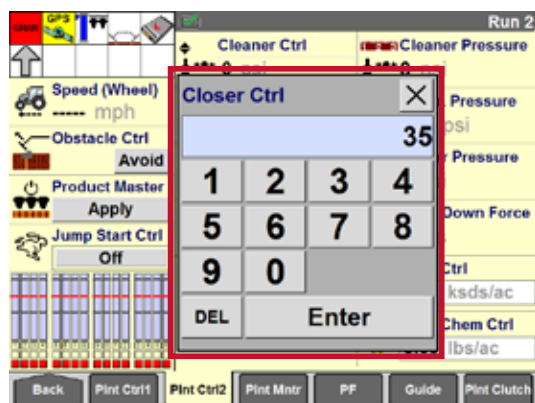 GPS
Run 2
Cleaner Ctrl
Cleaner Pressure
Speed (Wheel)
----- mph
Closer Ctrl
Pressure
psi
35
Obstacle Ctrl
Avoid
Pressure
1 2 3 4
Product Master
Apply
Down Force
5 6 7 8
Jump Start Ctrl
Off
9 0
Ctrl
ksds/ac
DEL Enter
Chem Ctrl
lbs/ac
Back Plnt Ctrl1 Plnt Ctrl2 Plnt Mntr PF Guide Plnt Clutch